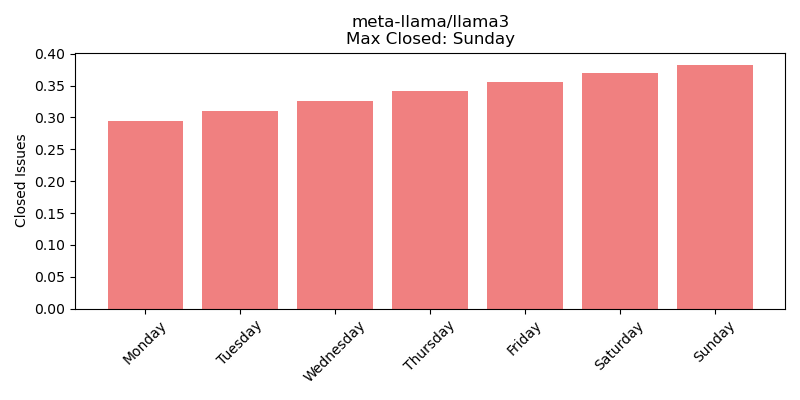 meta-llama/llama3
Max Closed: Sunday
0.40
0.35
0.30
0.25
0.20
0.15
0.10
0.05
0.00
Closed Issues
Monday
Tuesday
Wednesday
Thursday
Friday
Saturday
Sunday